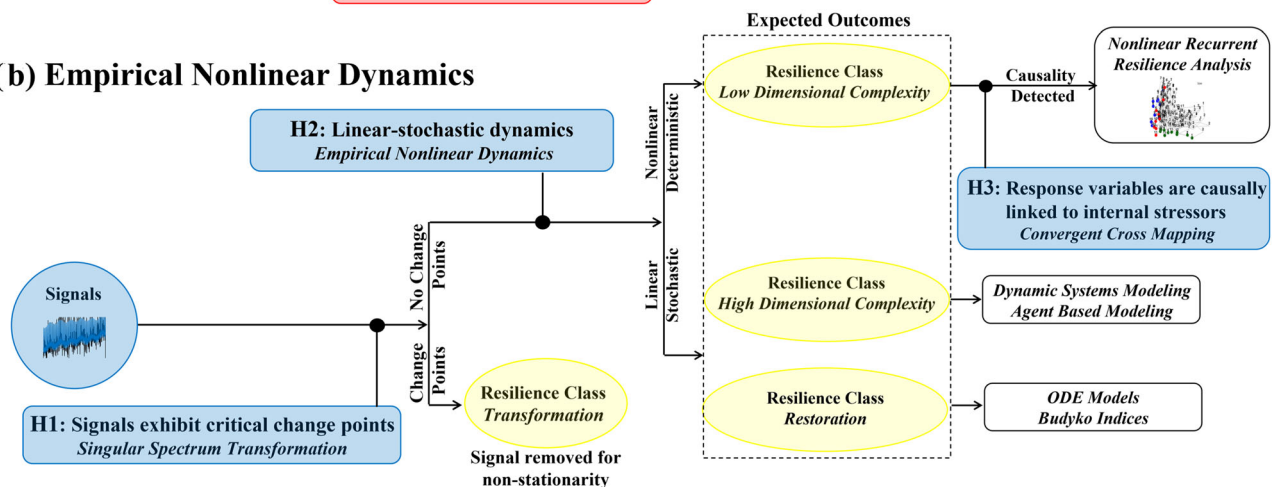 Expected Outcomes
(b) Empirical Nonlinear Dynamics
H2: Linear-stochastic dynamics
Empirical Nonlinear Dynamics
Nonlinear
Deterministic
Resilience Class
Low Dimensional Complexity
Causality
Detected
Nonlinear Recurrent
Resilience Analysis
H3: Response variables are causally
linked to internal stressors
Convergent Cross Mapping
Signals
No Change
Points
Linear
Stochastic
Resilience Class
High Dimensional Complexity
Dynamic Systems Modeling
Agent Based Modeling
Change
Points
H1: Signals exhibit critical change points
Singular Spectrum Transformation
Resilience Class
Transformation
Signal removed for
non-stationarity
Resilience Class
Restoration
ODE Models
Budyko Indices